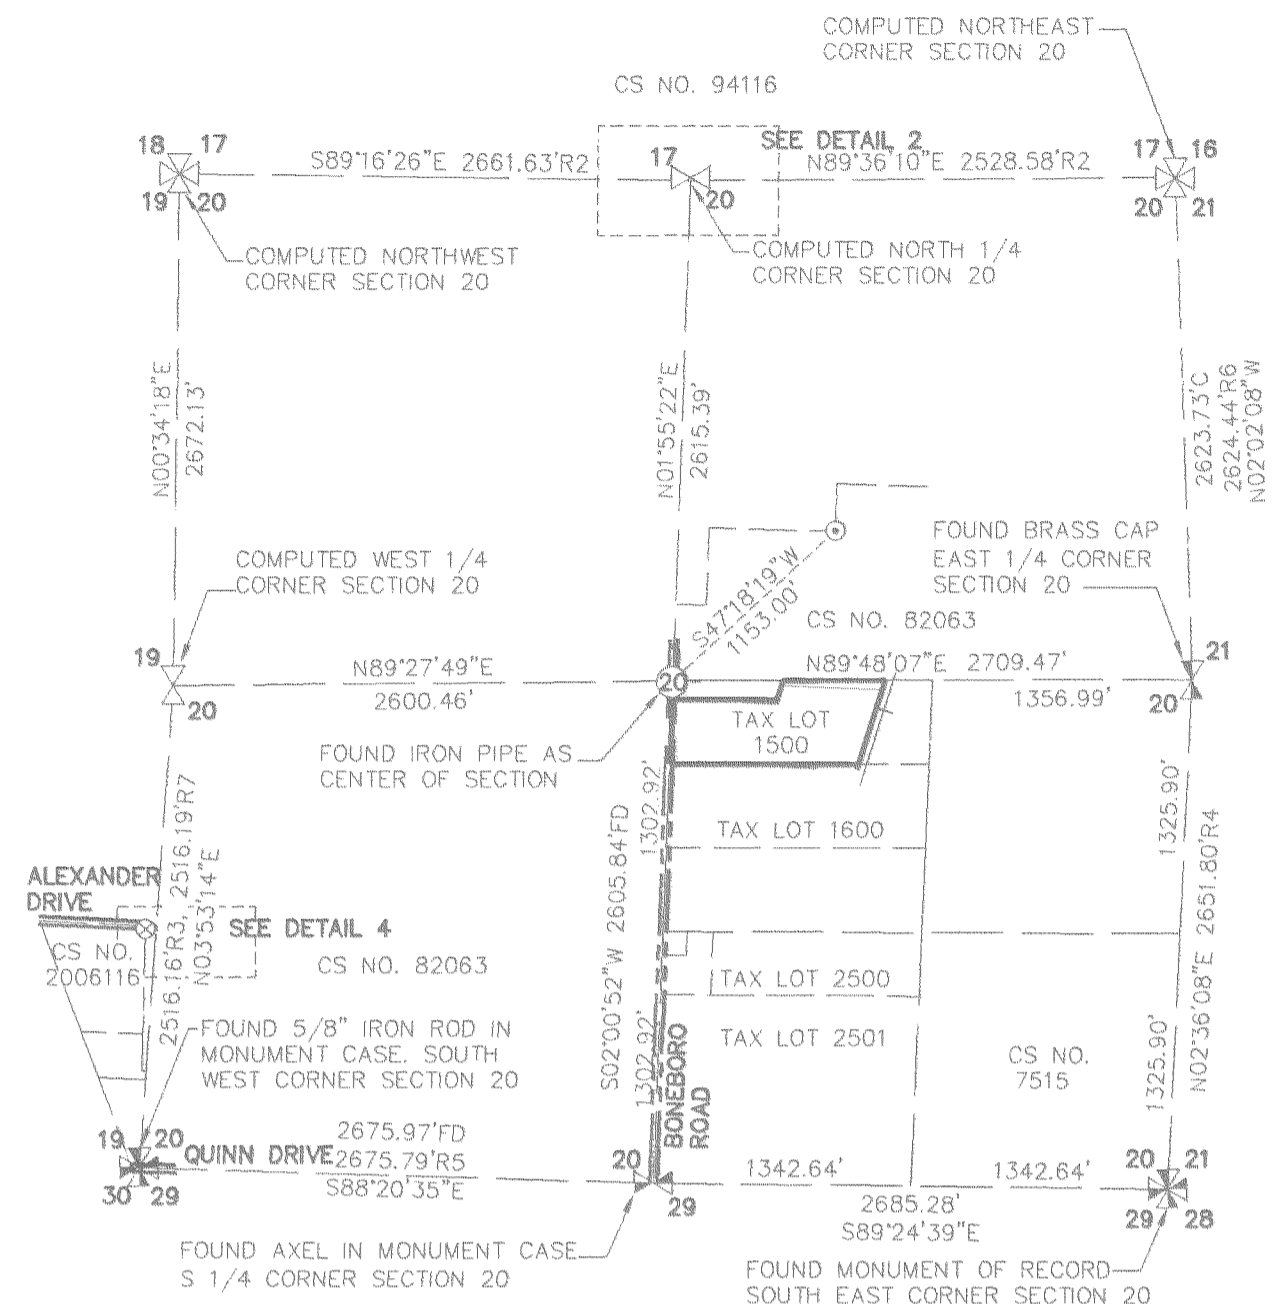 COMPUTED NORTHEAST
CORNER SECTION 20
CS NO. 94116
SEE DETAIL 2
18 17
S89°16'26"E 2661.63'R2
17
N89°36'10"E 2528.58'R2
17 16
19 20
20
20 21
COMPUTED NORTHWEST
CORNER SECTION 20
COMPUTED NORTH 1/4
CORNER SECTION 20
N00°34'18"E
2672.13'
N01°55'22"E
2615.39'
2623.73'C
2624.44'R6
N02°02'08"W
COMPUTED WEST 1/4
CORNER SECTION 20
S47°18'19"W
1153.00'
FOUND BRASS CAP
EAST 1/4 CORNER
SECTION 20
CS NO. 82063
19
N89°27'49"E
2600.46'
20
20
N89°48'07"E 2709.47'
1356.99'
21
20
TAX LOT
1500
FOUND IRON PIPE AS
CENTER OF SECTION
2516.16'R3, 2516.19'R7
N03°53'14"E
S02°00'52"W 2605.84'FD
1302.92'
1302.92'
TAX LOT 1600
1325.90'
N02°36'08"E 2651.80'R4
1325.90'
ALEXANDER
DRIVE
SEE DETAIL 4
CS NO.
2006116
CS NO. 82063
TAX LOT 2500
TAX LOT 2501
FOUND 5/8" IRON ROD IN
MONUMENT CASE. SOUTH
WEST CORNER SECTION 20
CS NO.
7515
BONEBORO
ROAD
19 20
QUINN DRIVE
2675.97'FD
2675.79'R5
S88°20'35"E
30 29
20
29
1342.64'
1342.64'
2685.28'
S89°24'39"E
20 21
29 28
FOUND AXEL IN MONUMENT CASE
S 1/4 CORNER SECTION 20
FOUND MONUMENT OF RECORD
SOUTH EAST CORNER SECTION 20